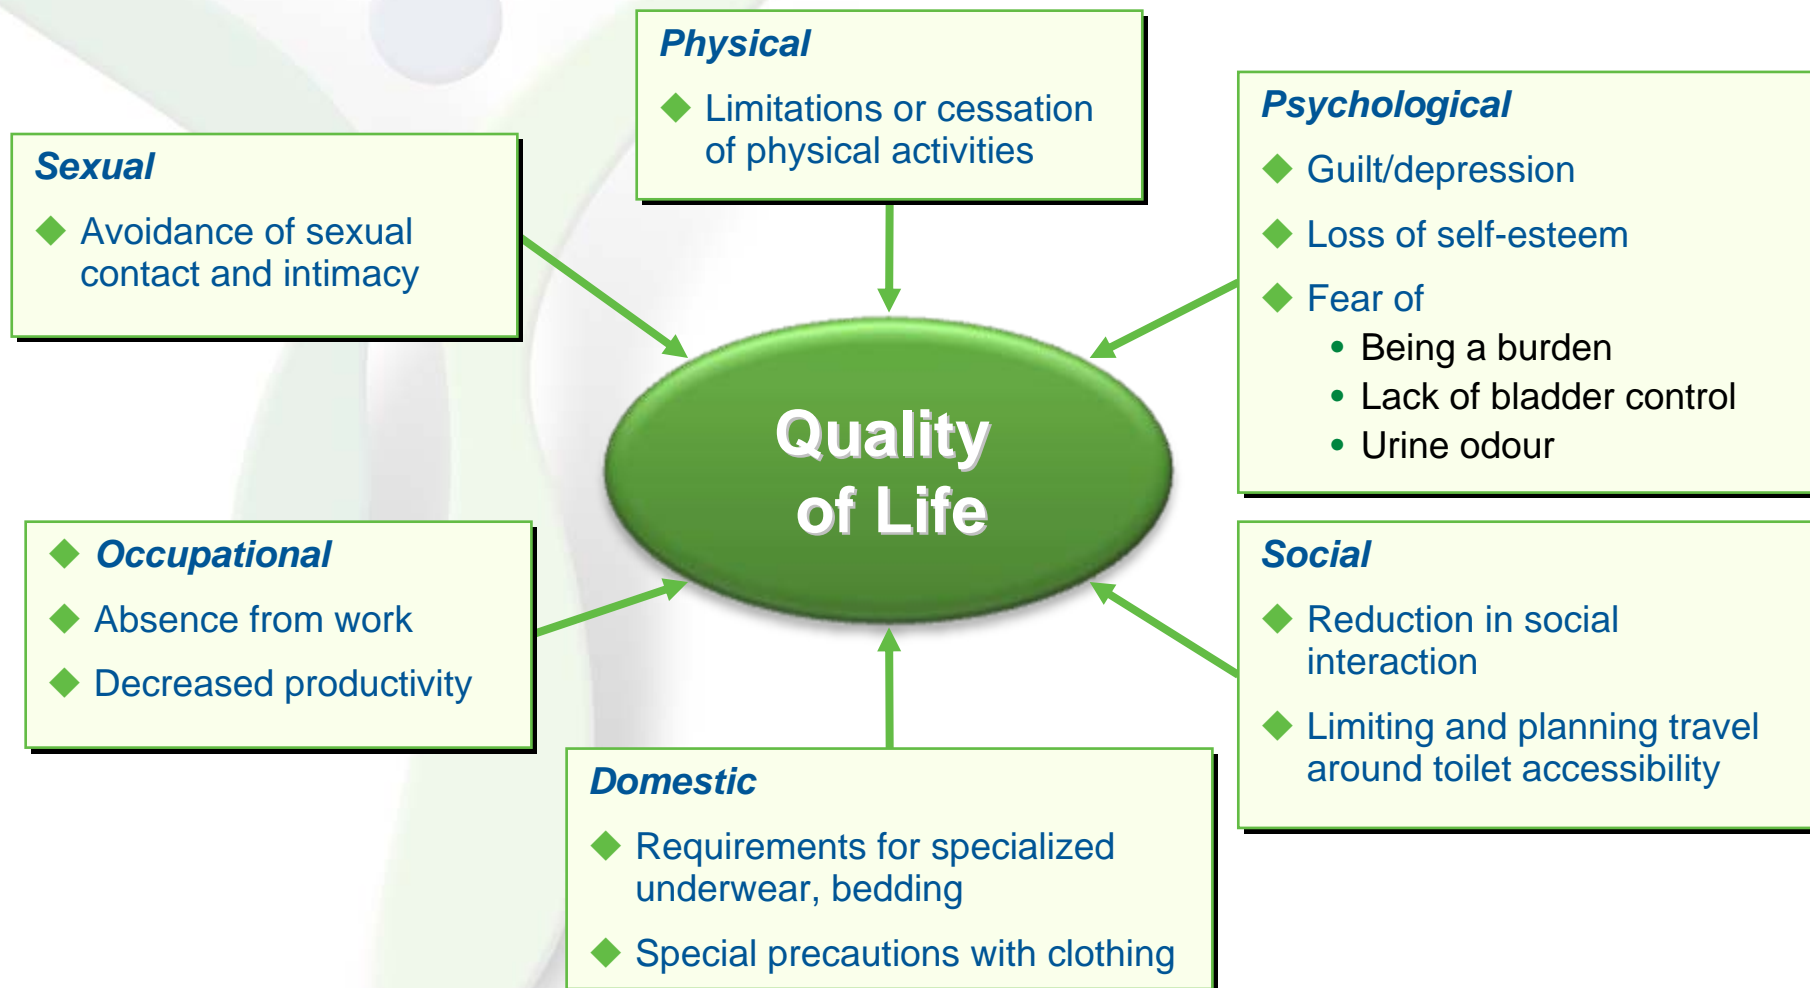 Physical
Limitations or cessation
of physical activities
Psychological
Guilt/depression
Loss of self-esteem
Fear of
• Being a burden
• Lack of bladder control
• Urine odour
Sexual
Avoidance of sexual
contact and intimacy
Quality
of Life
Occupational
Absence from work
Decreased productivity
Social
Reduction in social
interaction
Limiting and planning travel
around toilet accessibility
Domestic
Requirements for specialized
underwear, bedding
Special precautions with clothing